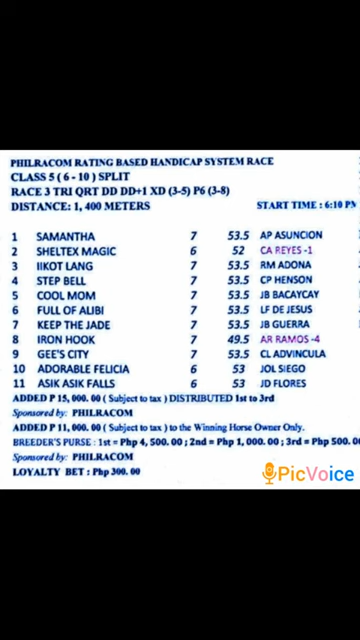 PHILRACOM RATING BASED HANDICAP SYSTEM RACE
CLASS 5 ( 6 - 10 ) SPLIT
RACE 3 TRI QRT DD DD+1 XD (3-5) P6 (3-8)
DISTANCE: 1, 400 METERS START TIME : 6:10 PM
1 SAMANTHA 7 53.5 AP ASUNCION
2 SHELTEX MAGIC 6 52 CA REYES -1
3 IIKOT LANG 7 53.5 RM ADONA
4 STEP BELL 7 53.5 CP HENSON
5 COOL MOM 7 53.5 JB BACAYCAY
6 FULL OF ALIBI 7 53.5 LF DE JESUS
7 KEEP THE JADE 7 53.5 JB GUERRA
8 IRON HOOK 7 49.5 AR RAMOS -4
9 GEE'S CITY 7 53.5 CL ADVINCULA
10 ADORABLE FELICIA 6 53 JOL SIEGO
11 ASIK ASIK FALLS 6 53 JD FLORES
ADDED P 15, 000. 00 ( Subject to tax ) DISTRIBUTED 1st to 3rd
Sponsored by: PHILRACOM
ADDED P 11, 000. 00 ( Subject to tax ) to the Winning Horse Owner Only.
BREEDER'S PURSE : 1st = Php 4, 500. 00 ; 2nd = Php 1, 000. 00 ; 3rd = Php 500. 00
Sponsored by: PHILRACOM
LOYALTY BET : Php 300. 00
PicVoice